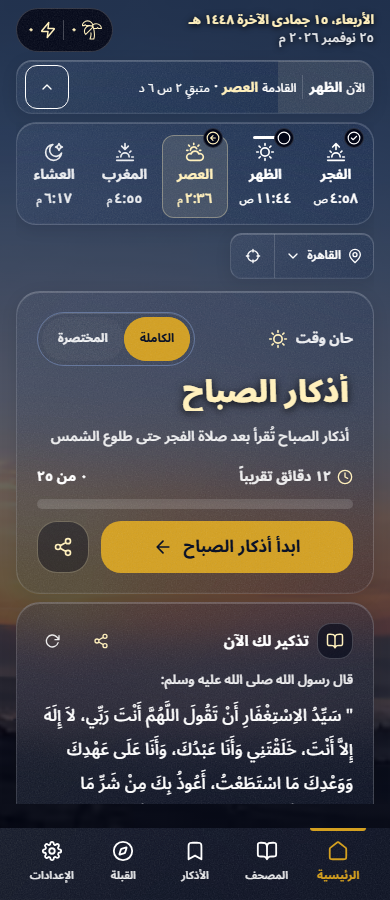 الأربعاء، ١٥ جمادى الآخرة ١٤٤٨ هـ
٢٥ نوفمبر ٢٠٢٦ م
٠ ٠
الآن الظهر القادمة العصر • متبقٍ ٢ س ٦ د
الفجر الظهر العصر المغرب العشاء
٤:٥٨ ص ١١:٤٤ ص ٢:٣٦ م ٤:٥٥ م ٦:١٧ م
القاهرة
حان وقت الكاملة المختصرة
أذكار الصباح
أذكار الصباح تُقرأ بعد صلاة الفجر حتى طلوع الشمس
١٢ دقائق تقريباً ٠ من ٢٥
ابدأ أذكار الصباح
تذكير لك الآن
قال رسول الله صلى الله عليه وسلم:
" سَيِّدُ الاِسْتِغْفَارِ أَنْ تَقُولَ اللَّهُمَّ أَنْتَ رَبِّي، لاَ إِلَهَ
إِلاَّ أَنْتَ، خَلَقْتَنِي وَأَنَا عَبْدُكَ، وَأَنَا عَلَى عَهْدِكَ
وَوَعْدِكَ مَا اسْتَطَعْتُ، أَعُوذُ بِكَ مِنْ شَرِّ مَا
الرئيسية المصحف الأذكار القبلة الإعدادات